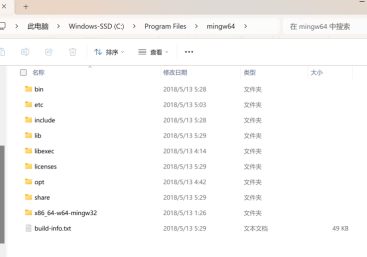 此电脑 > Windows-SSD (C:) > Program Files > mingw64 >
在 mingw64 中搜索
排序 查看 ...
名称 修改日期 类型 大小
bin 2018/5/13 5:28 文件夹
etc 2018/5/13 5:03 文件夹
include 2018/5/13 5:28 文件夹
lib 2018/5/13 5:29 文件夹
libexec 2018/5/13 4:14 文件夹
licenses 2018/5/13 5:29 文件夹
opt 2018/5/13 4:42 文件夹
share 2018/5/13 5:29 文件夹
x86_64-w64-mingw32 2018/5/13 1:26 文件夹
build-info.txt 2018/5/13 5:29 文本文档 49 KB